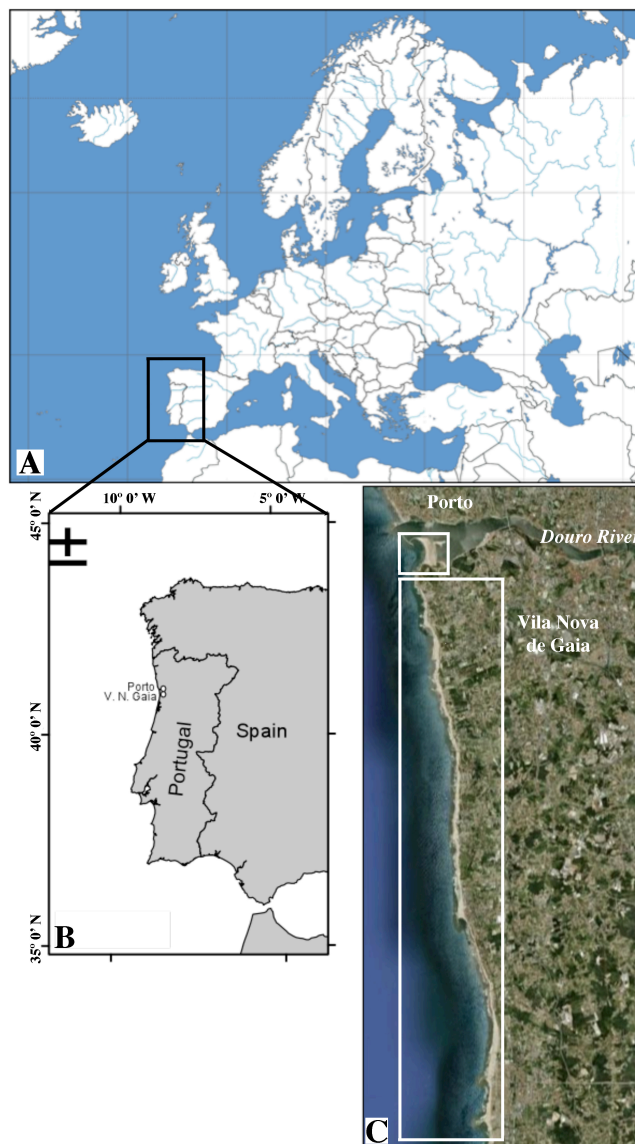 A
10º 0’ W
5º 0’ W
45º 0’ N
Porto
V. N. Gaia
Portugal
Spain
40º 0’ N
35º 0’ N
B
Porto
Douro River
Vila Nova
de Gaia
C